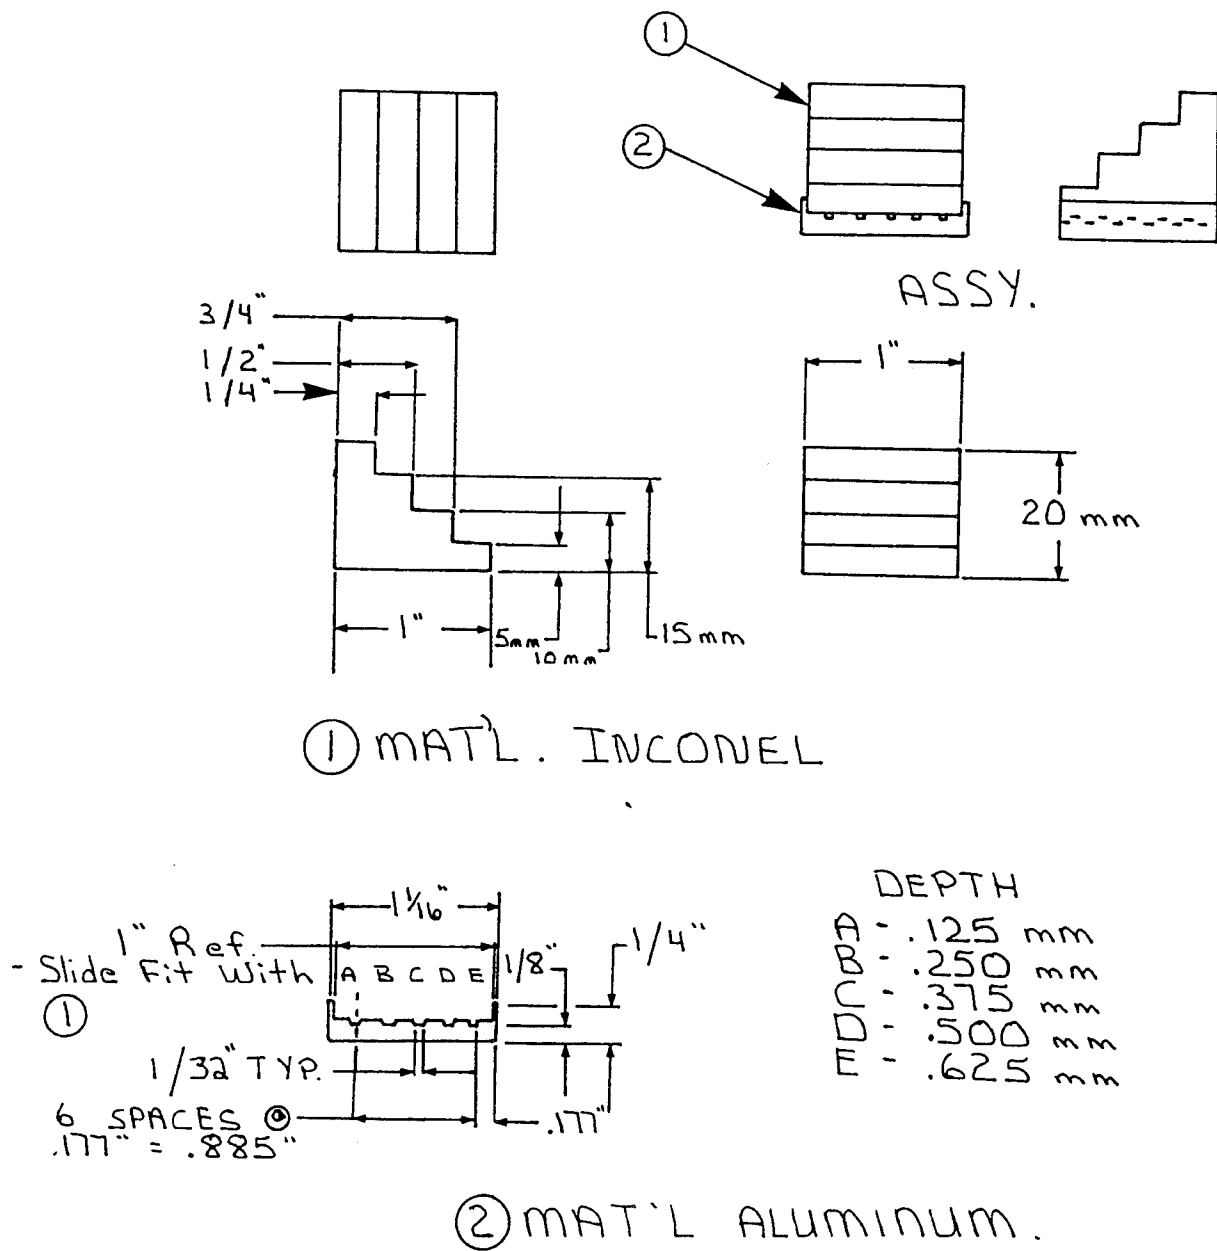 1
2
ASSY.
3/4"
1/2"
1/4"
1"
20 mm
1"
5mm
10mm
15mm
1 MAT'L. INCONEL
1 1/16"
1" Ref.
- Slide Fit With
1
A B C D E
1/8"
1/4"
1/32" TYP.
6 SPACES @
.177" = .885"
.177"
DEPTH
A - .125 mm
B - .250 mm
C - .375 mm
D - .500 mm
E - .625 mm
2 MAT'L ALUMINUM.